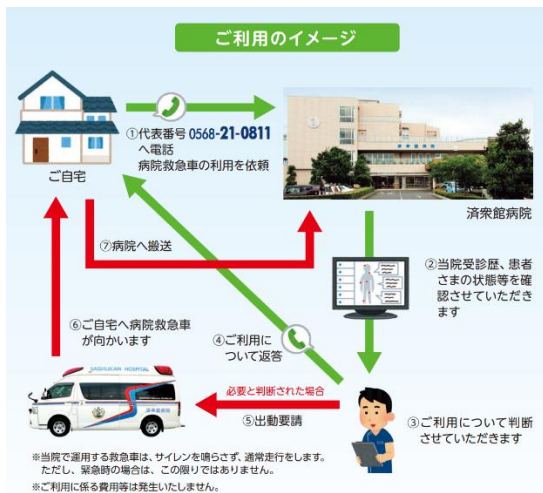 ご利用のイメージ
①代表番号 0568-21-0811
へ電話
病院救急車の利用を依頼
ご自宅
済衆館病院
⑦病院へ搬送
②当院受診歴、患者
さまの状態等を確
認させていただき
ます
⑥ご自宅へ病院救急車
が向かいます
④ご利用に
ついて返答
SAISHUKAN HOSPITAL
済衆館病院
必要と判断された場合
⑤出動要請
③ご利用について判断
させていただきます
※当院で運用する救急車は、サイレンを鳴らさず、通常走行をします。
ただし、緊急時の場合は、この限りではありません。
※ご利用に係る費用等は発生いたしません。